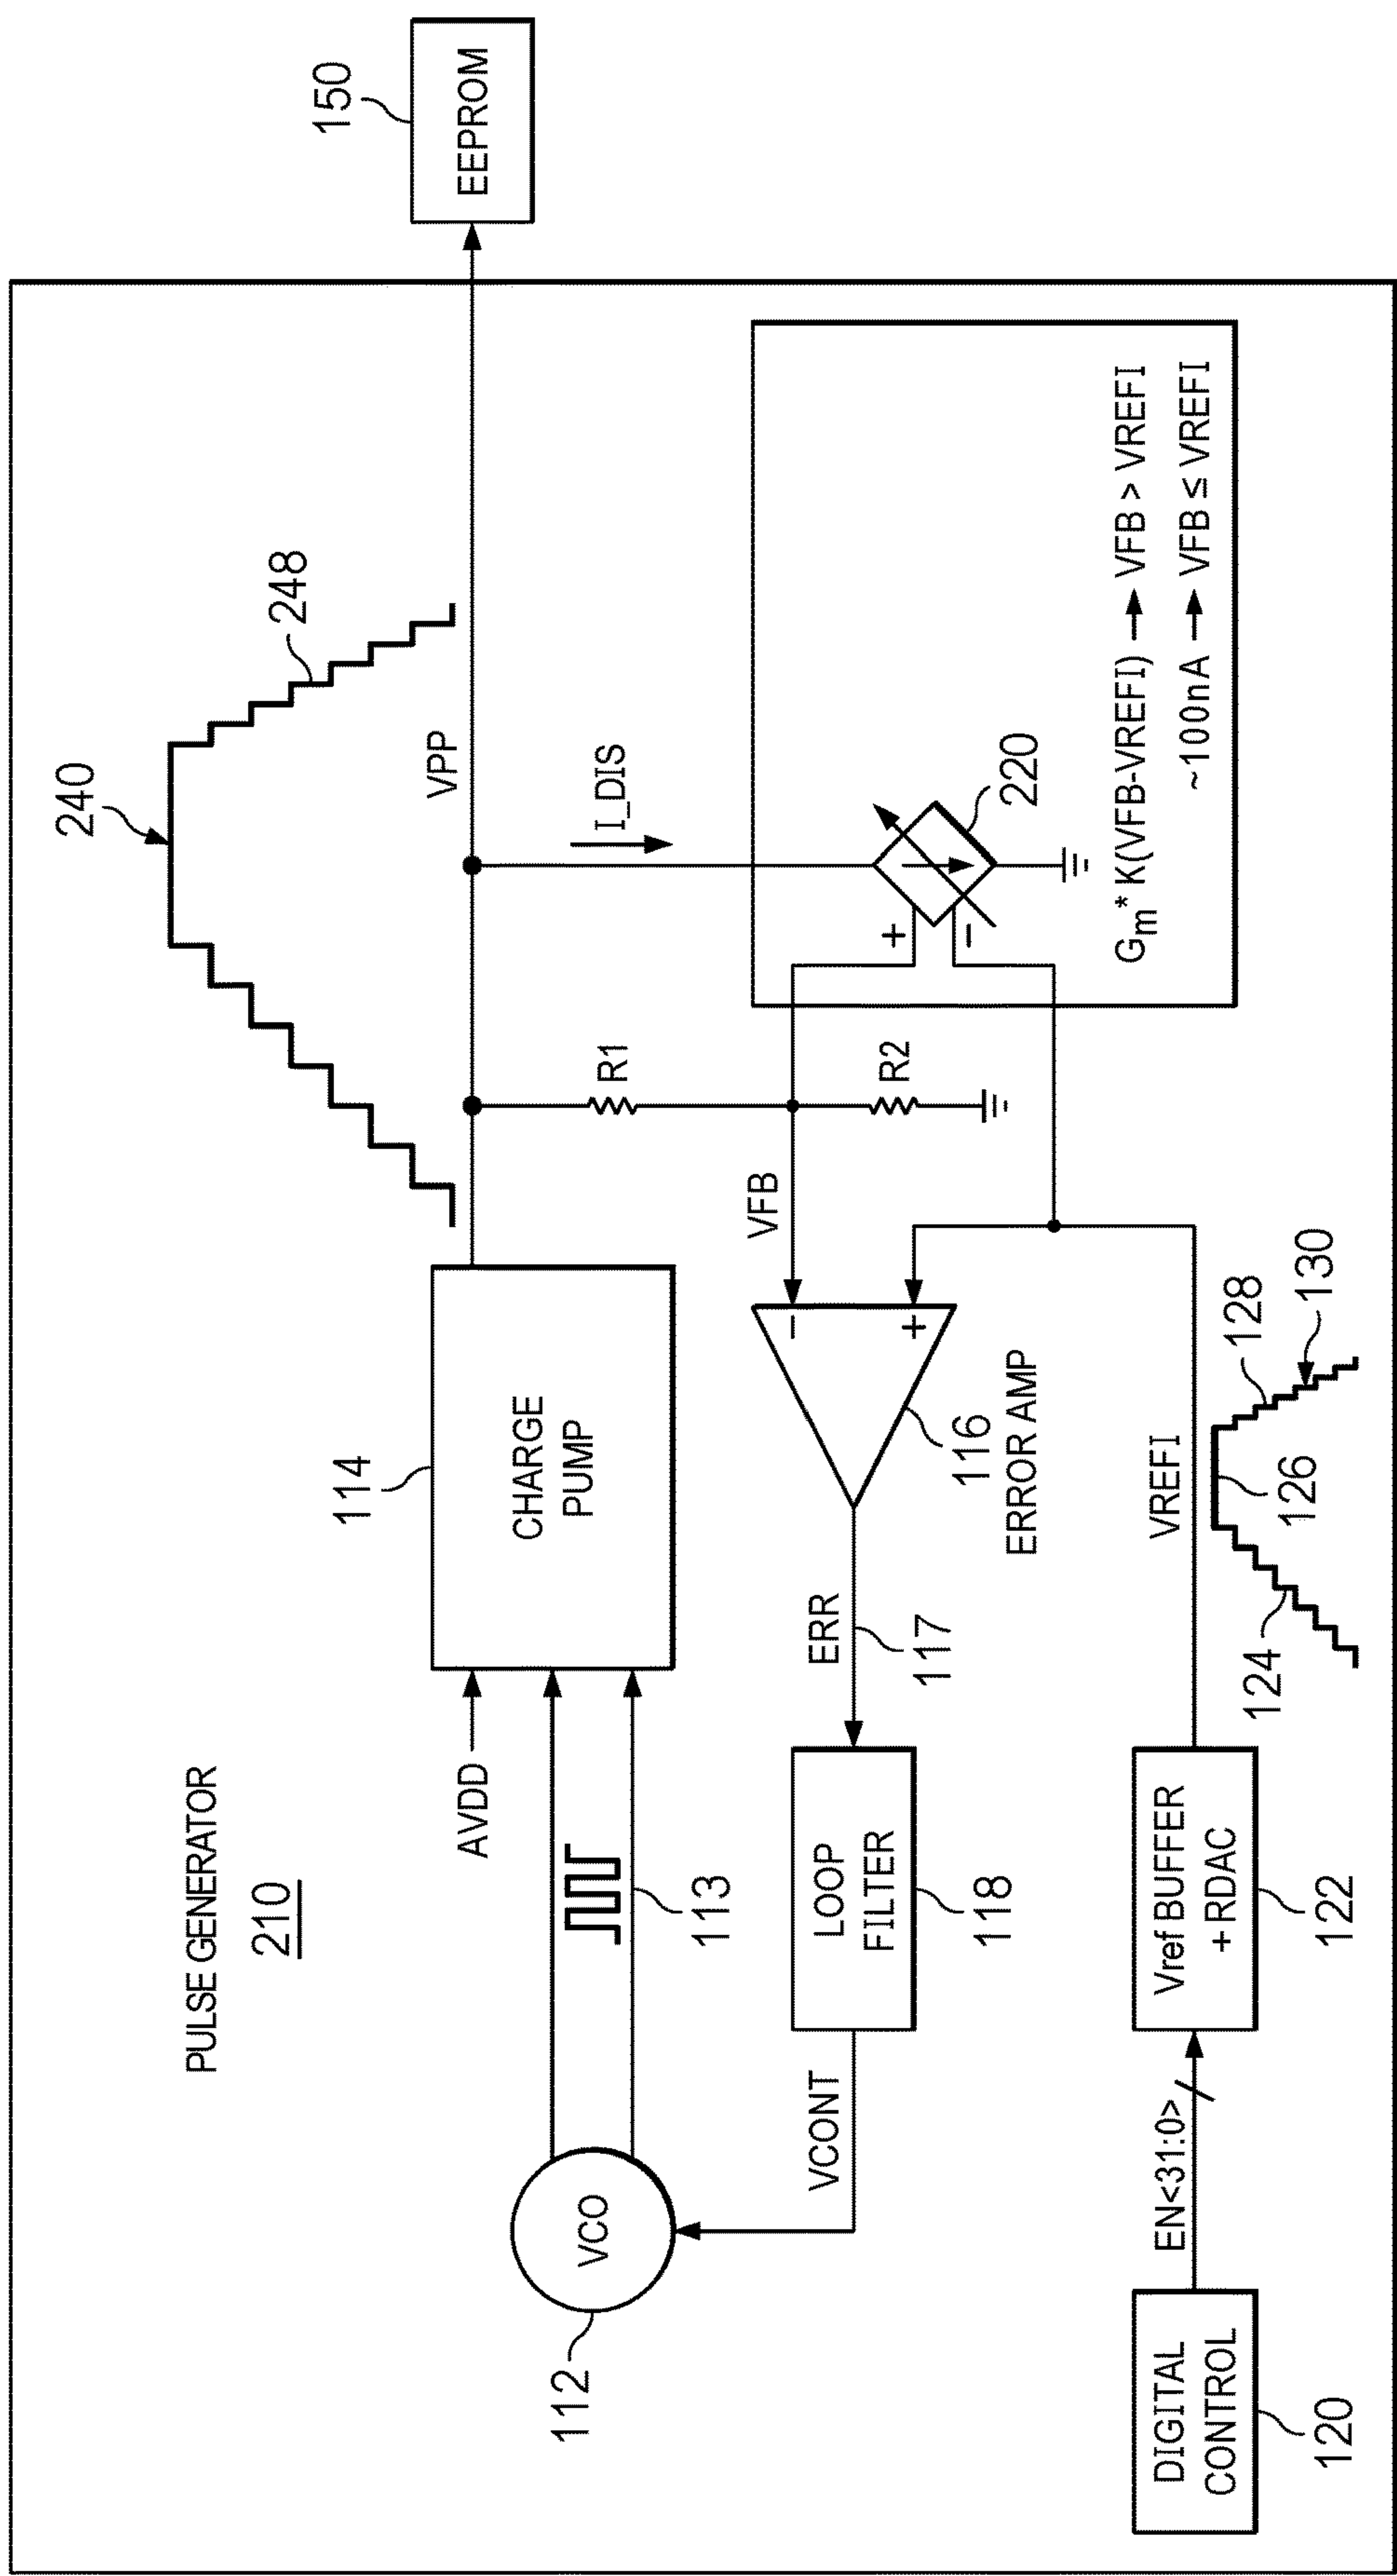 PULSE GENERATOR
210
240
248
150
EEPROM
114
AVDD
CHARGE
PUMP
VPP
I_DIS
VCO
112
113
R1
VFB
R2
VCONT
LOOP
FILTER
118
ERR
117
-
+
116
ERROR AMP
+
-
220
Gm* K(VFB-VREFI) → VFB > VREFI
~100nA → VFB ≤ VREFI
DIGITAL
CONTROL
120
EN<31:0>
Vref BUFFER
+ RDAC
122
VREFI
124
126
128
130